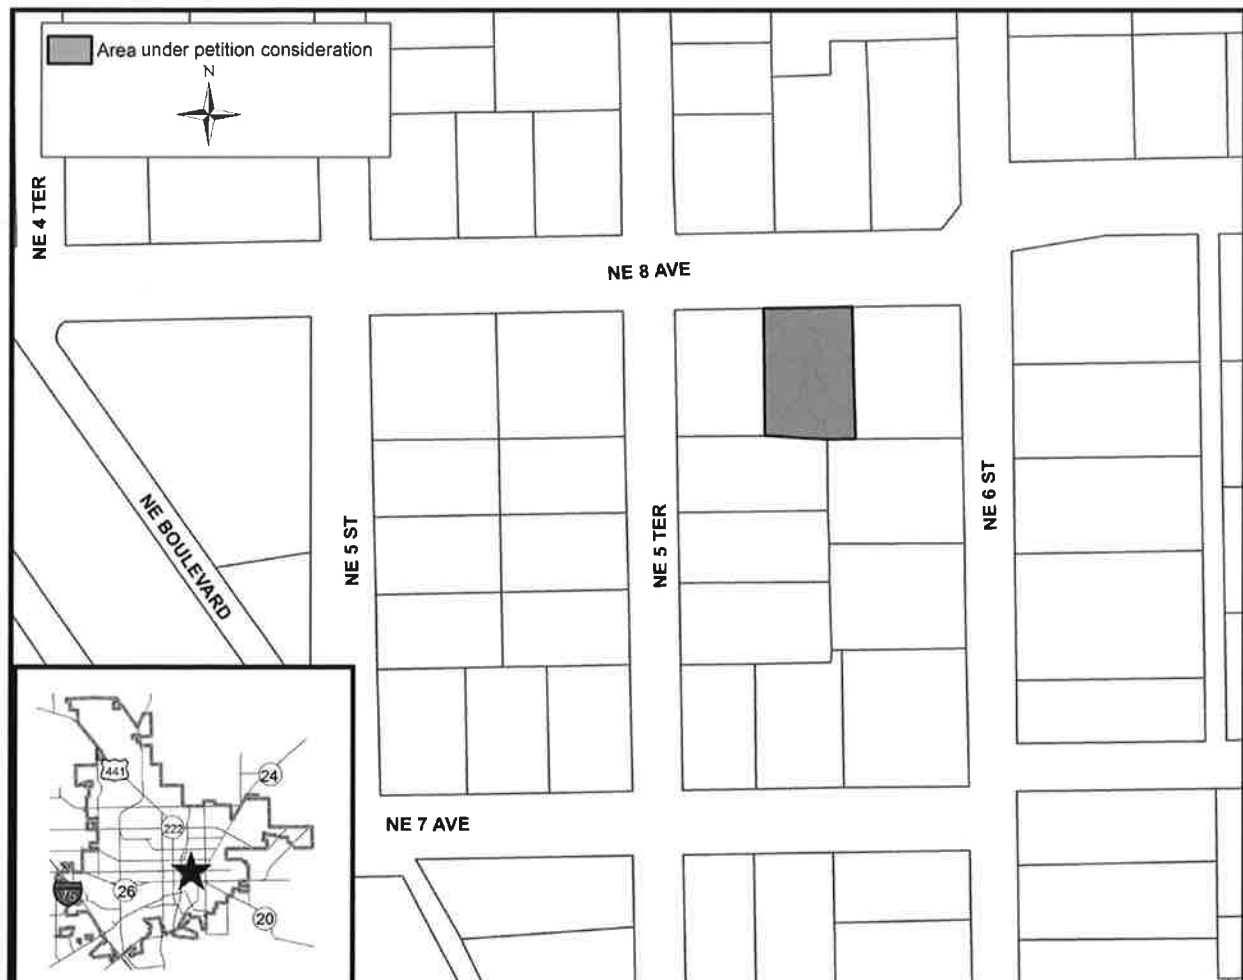 Area under petition consideration
N
NE 4 TER
NE 8 AVE
NE BOULEVARD
NE 5 ST
NE 5 TER
NE 6 ST
NE 7 AVE
441
24
222
26
20